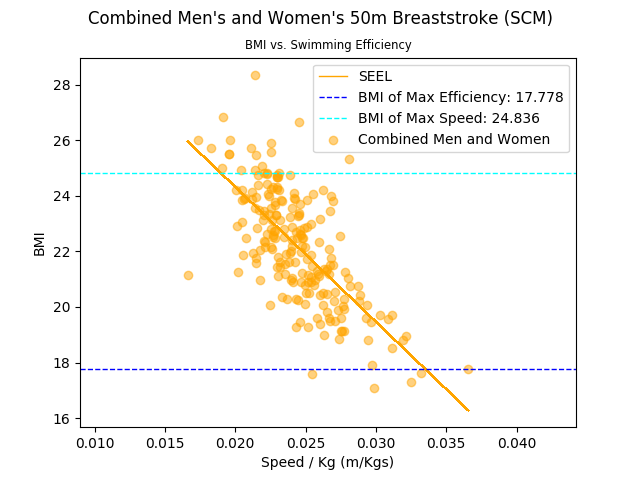 Combined Men's and Women's 50m Breaststroke (SCM)
BMI vs. Swimming Efficiency
SEEL
BMI of Max Efficiency: 17.778
BMI of Max Speed: 24.836
Combined Men and Women
BMI
28
26
24
22
20
18
16
0.010 0.015 0.020 0.025 0.030 0.035 0.040
Speed / Kg (m/Kgs)